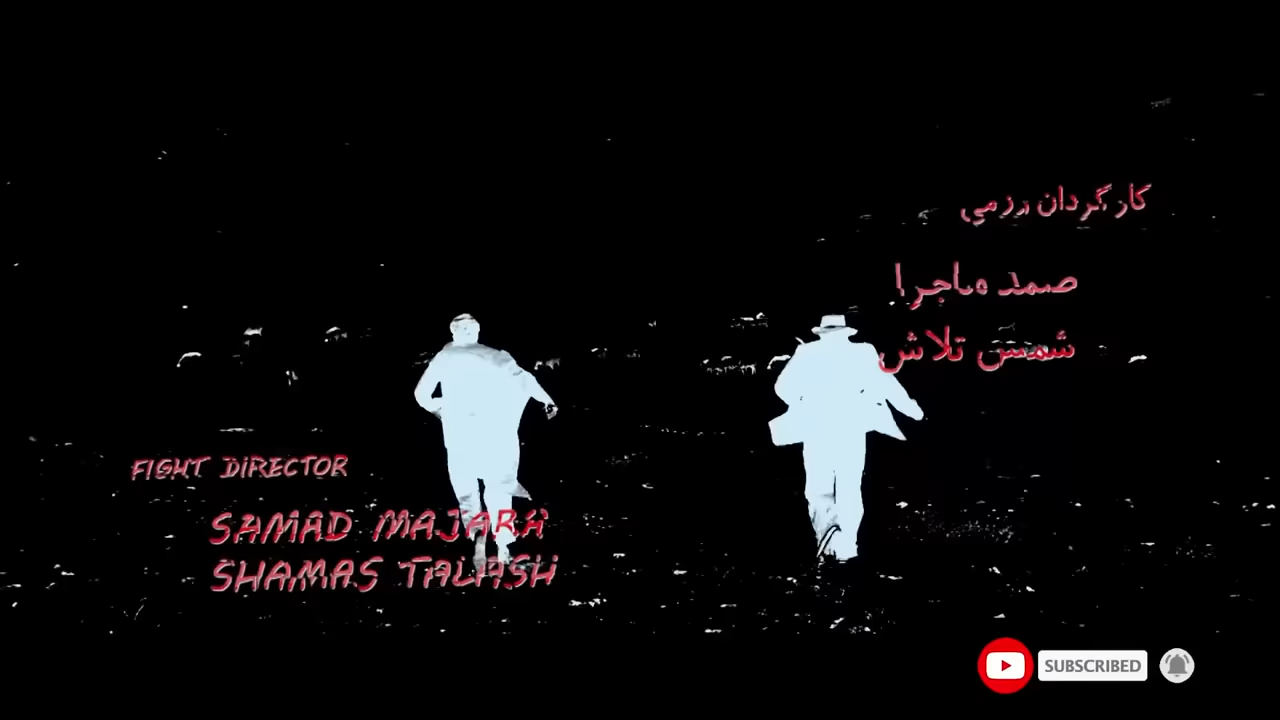 کارگردان رزمی
صمد ماجرا
شمس تلاش
FIGHT DIRECTOR
SAMAD MAJARA
SHAMAS TALASH
SUBSCRIBED